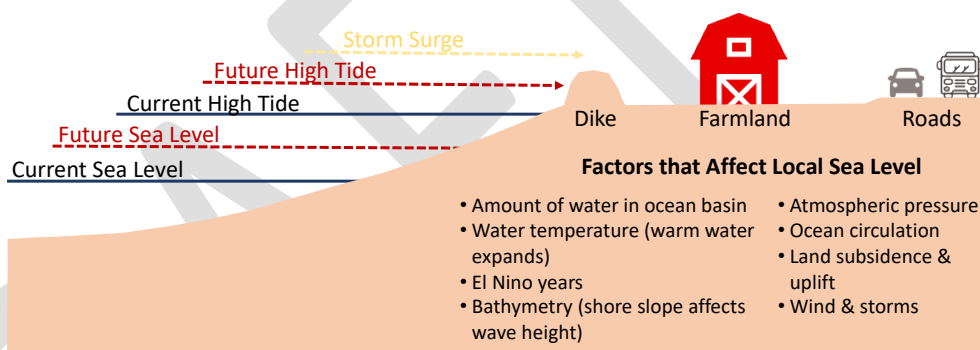 Storm Surge
Future High Tide
Current High Tide
Future Sea Level
Current Sea Level
Dike
Farmland
Roads
Factors that Affect Local Sea Level
• Amount of water in ocean basin
• Water temperature (warm water
expands)
• El Nino years
• Bathymetry (shore slope affects
wave height)
• Atmospheric pressure
• Ocean circulation
• Land subsidence &
uplift
• Wind & storms